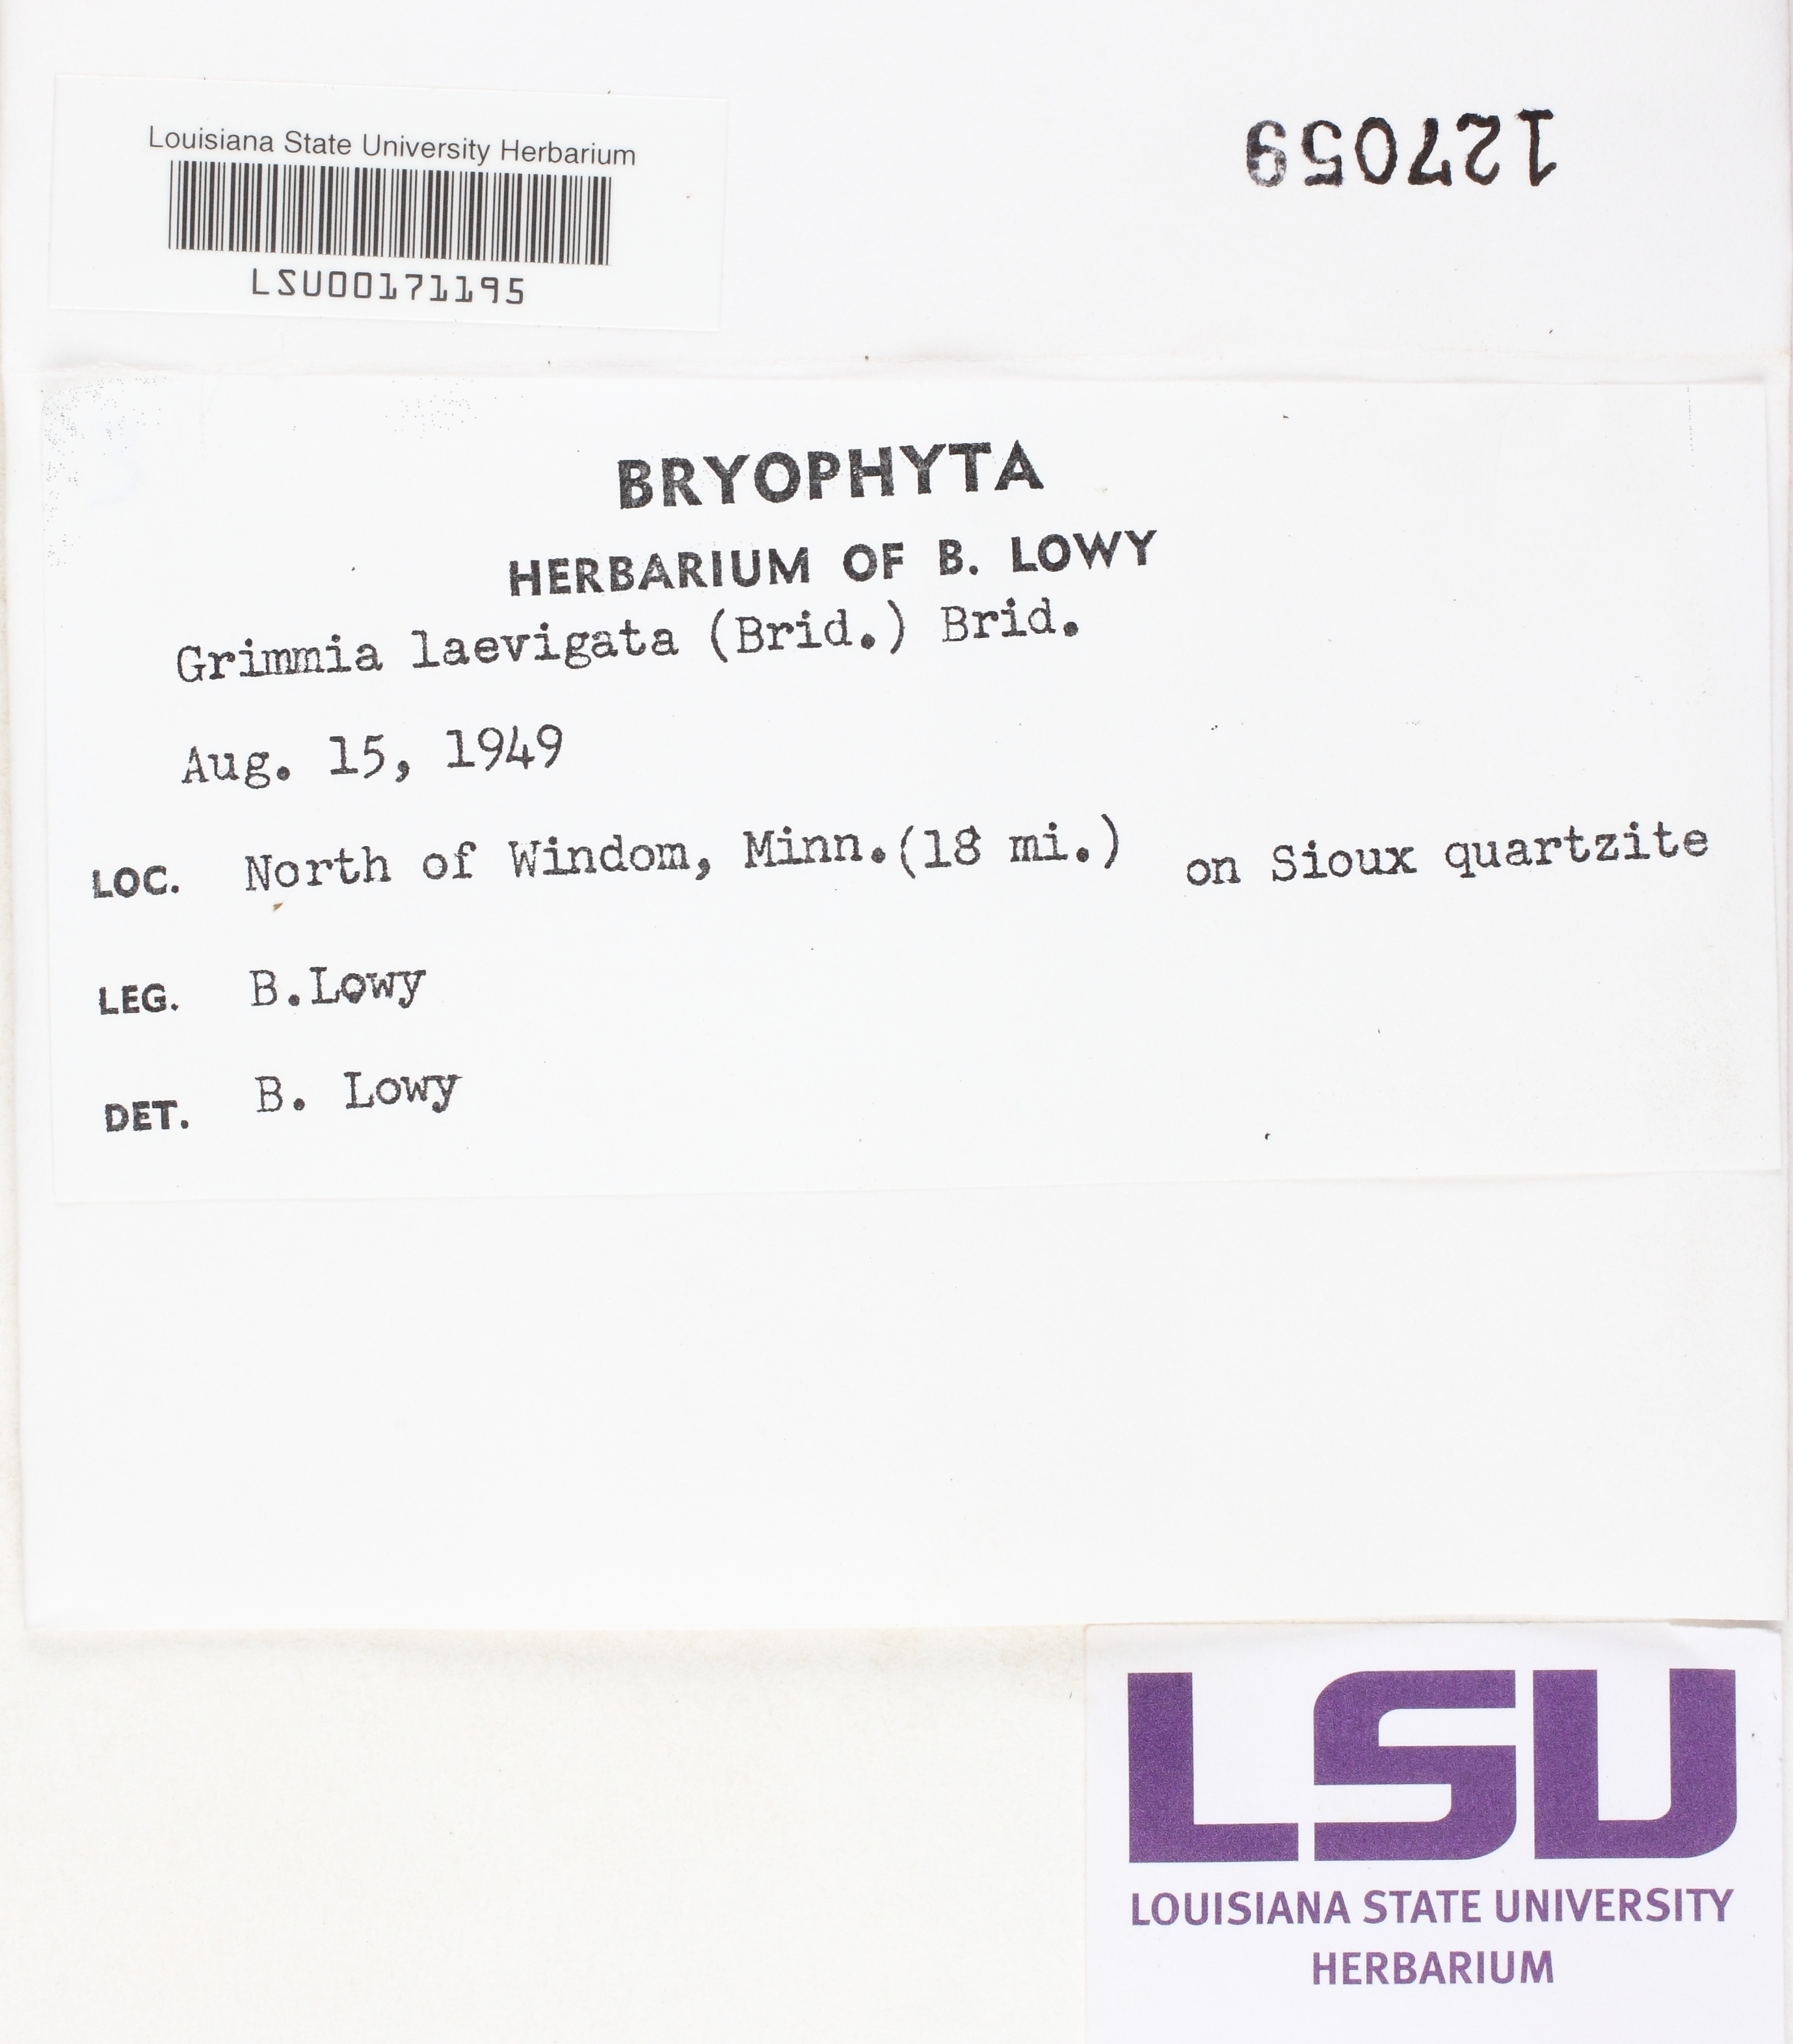 Louisiana State University Herbarium
LSU00171195
127059
BRYOPHYTA
HERBARIUM OF B. LOWY
Grimmia laevigata (Brid.) Brid.
Aug. 15, 1949
LOC. North of Windom, Minn.(18 mi.) on Sioux quartzite
LEG. B.Lowy
DET. B. Lowy
LSU
LOUISIANA STATE UNIVERSITY
HERBARIUM